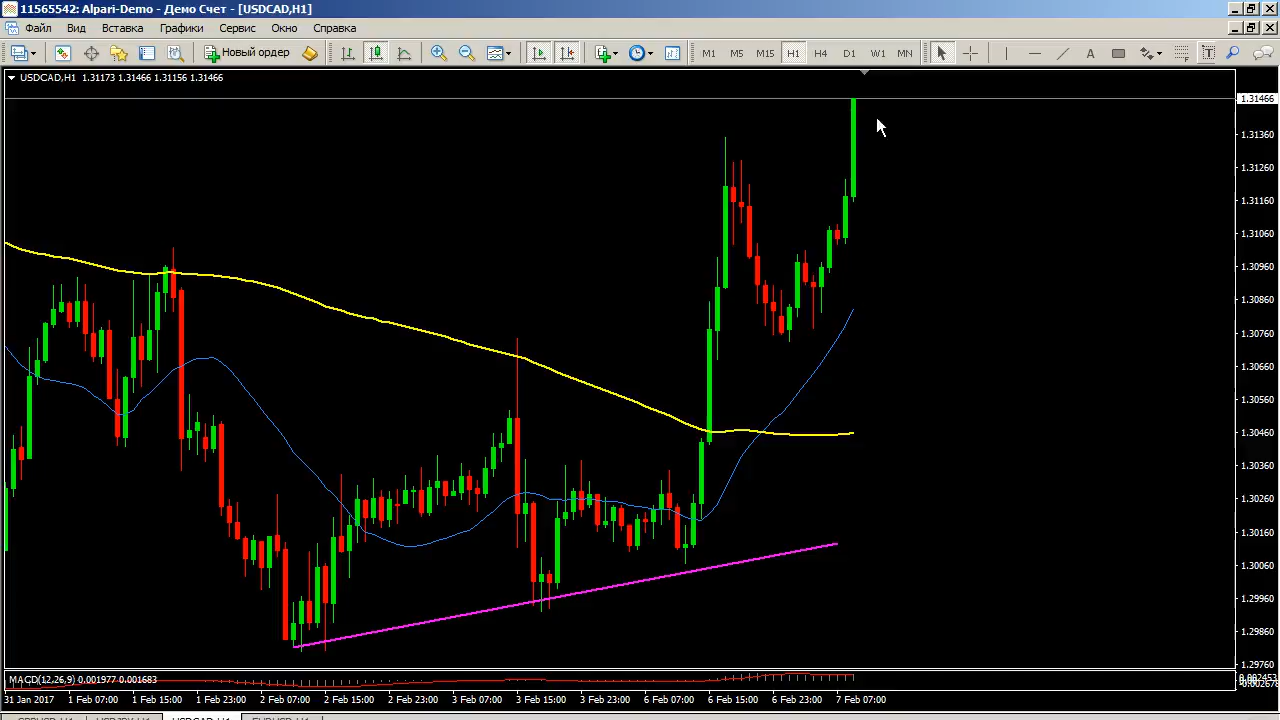 11565542: Alpari-Demo - Демо Счет - [USDCAD,H1]
Файл Вид Вставка Графики Сервис Окно Справка
Новый ордер A M1 M5 M15 H1 H4 D1 W1 MN A T
USDCAD,H1 1.31173 1.31466 1.31156 1.31466
1.31466
1.31360
1.31260
1.31160
1.31060
1.30960
1.30860
1.30760
1.30660
1.30560
1.30460
1.30360
1.30260
1.30160
1.30060
1.29960
1.29860
1.29760
MACD(12,26,9) 0.001977 0.001683
31 Jan 2017 1 Feb 07:00 1 Feb 15:00 1 Feb 23:00 2 Feb 07:00 2 Feb 15:00 2 Feb 23:00 3 Feb 07:00 3 Feb 15:00 3 Feb 23:00 6 Feb 07:00 6 Feb 15:00 6 Feb 23:00 7 Feb 07:00
USDCAD,H1